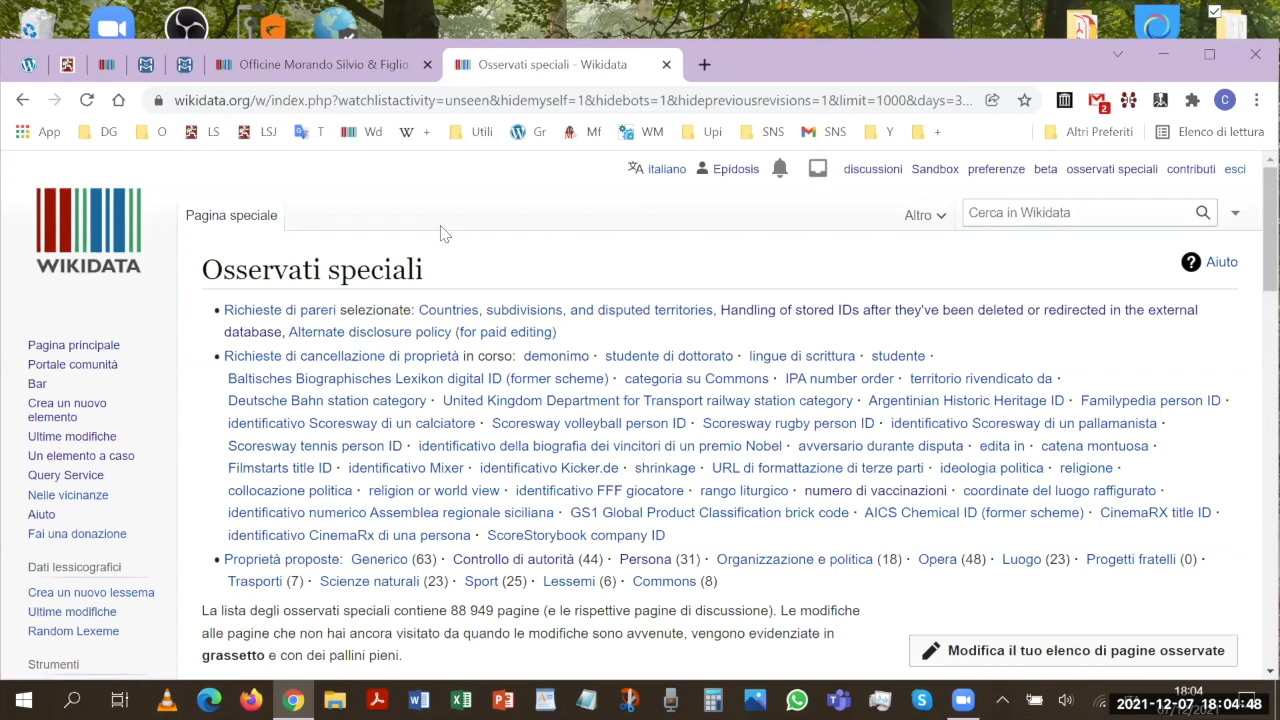 Officine Morando Silvio & Figlio
Osservati speciali - Wikidata
wikidata.org/w/index.php?watchlistactivity=unseen&hidemyself=1&hidebots=1&hidepreviousrevisions=1&limit=1000&days=3...
2
C
App DG O LS LSJ T Wd + Utili Gr Mf WM Upi SNS SNS Y + Altri Preferiti Elenco di lettura
italiano Epidosis discussioni Sandbox preferenze beta osservati speciali contributi esci
WIKIDATA
Pagina speciale Altro Cerca in Wikidata
Osservati speciali
Aiuto
• Richieste di pareri selezionate: Countries, subdivisions, and disputed territories, Handling of stored IDs after they've been deleted or redirected in the external
database, Alternate disclosure policy (for paid editing)
• Richieste di cancellazione di proprietà in corso: demonimo · studente di dottorato · lingue di scrittura · studente ·
Baltisches Biographisches Lexikon digital ID (former scheme) · categoria su Commons · IPA number order · territorio rivendicato da ·
Deutsche Bahn station category · United Kingdom Department for Transport railway station category · Argentinian Historic Heritage ID · Familypedia person ID ·
identificativo Scoresway di un calciatore · Scoresway volleyball person ID · Scoresway rugby person ID · identificativo Scoresway di un pallamanista ·
Scoresway tennis person ID · identificativo della biografia dei vincitori di un premio Nobel · avversario durante disputa · edita in · catena montuosa ·
Filmstarts title ID · identificativo Mixer · identificativo Kicker.de · shrinkage · URL di formattazione di terze parti · ideologia politica · religione ·
collocazione politica · religion or world view · identificativo FFF giocatore · rango liturgico · numero di vaccinazioni · coordinate del luogo raffigurato ·
identificativo numerico Assemblea regionale siciliana · GS1 Global Product Classification brick code · AICS Chemical ID (former scheme) · CinemaRX title ID ·
identificativo CinemaRx di una persona · ScoreStorybook company ID
• Proprietà proposte: Generico (63) · Controllo di autorità (44) · Persona (31) · Organizzazione e politica (18) · Opera (48) · Luogo (23) · Progetti fratelli (0) ·
Trasporti (7) · Scienze naturali (23) · Sport (25) · Lessemi (6) · Commons (8)
La lista degli osservati speciali contiene 88 949 pagine (e le rispettive pagine di discussione). Le modifiche
alle pagine che non hai ancora visitato da quando le modifiche sono avvenute, vengono evidenziate in
grassetto e con dei pallini pieni.
Modifica il tuo elenco di pagine osservate
Pagina principale
Portale comunità
Bar
Crea un nuovo
elemento
Ultime modifiche
Un elemento a caso
Query Service
Nelle vicinanze
Aiuto
Fai una donazione
Dati lessicografici
Crea un nuovo lessema
Ultime modifiche
Random Lexeme
Strumenti
18:04
2021-12-07 18:04:48